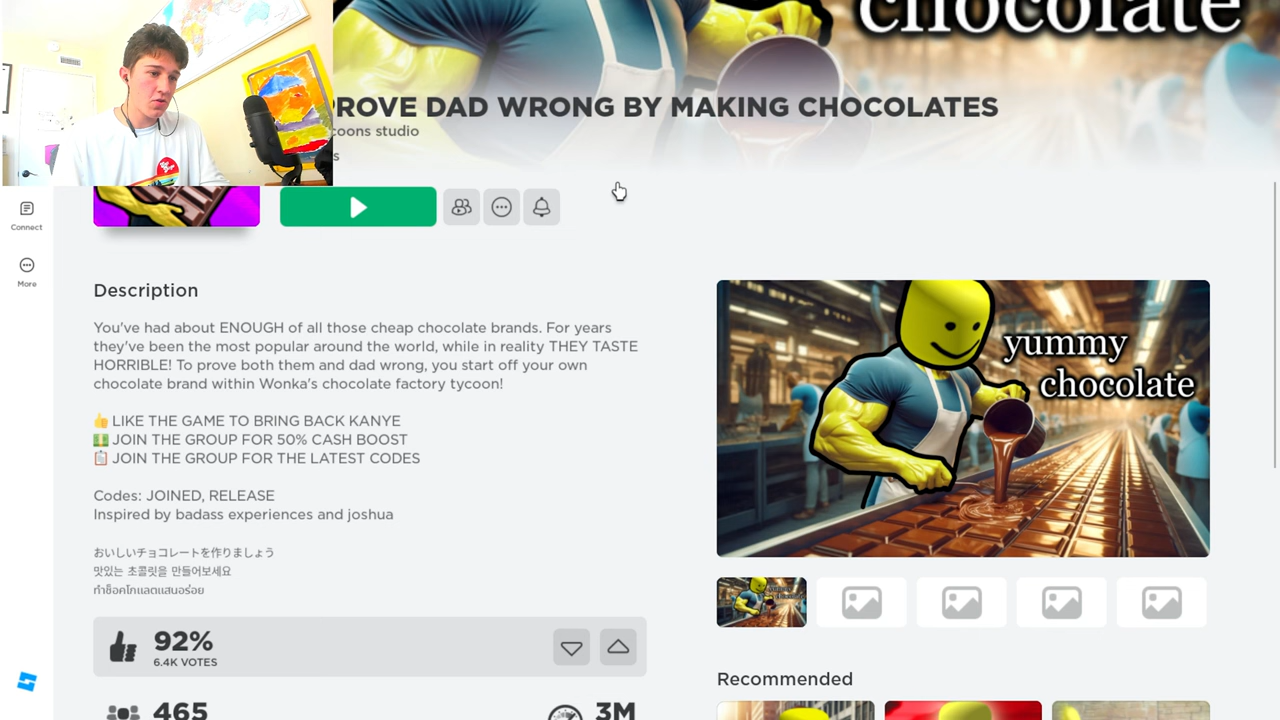 chocolate
PROVE DAD WRONG BY MAKING CHOCOLATES
coons studio
s
Connect
More
Description
You've had about ENOUGH of all those cheap chocolate brands. For years
they've been the most popular around the world, while in reality THEY TASTE
HORRIBLE! To prove both them and dad wrong, you start off your own
chocolate brand within Wonka's chocolate factory tycoon!
👍 LIKE THE GAME TO BRING BACK KANYE
💵 JOIN THE GROUP FOR 50% CASH BOOST
📋 JOIN THE GROUP FOR THE LATEST CODES
Codes: JOINED, RELEASE
Inspired by badass experiences and joshua
おいしいチョコレートを作りましょう
맛있는 초콜릿을 만들어보세요
ทำช็อคโกแลตแสนอร่อย
yummy
chocolate
92%
6.4K VOTES
465
3M
Recommended